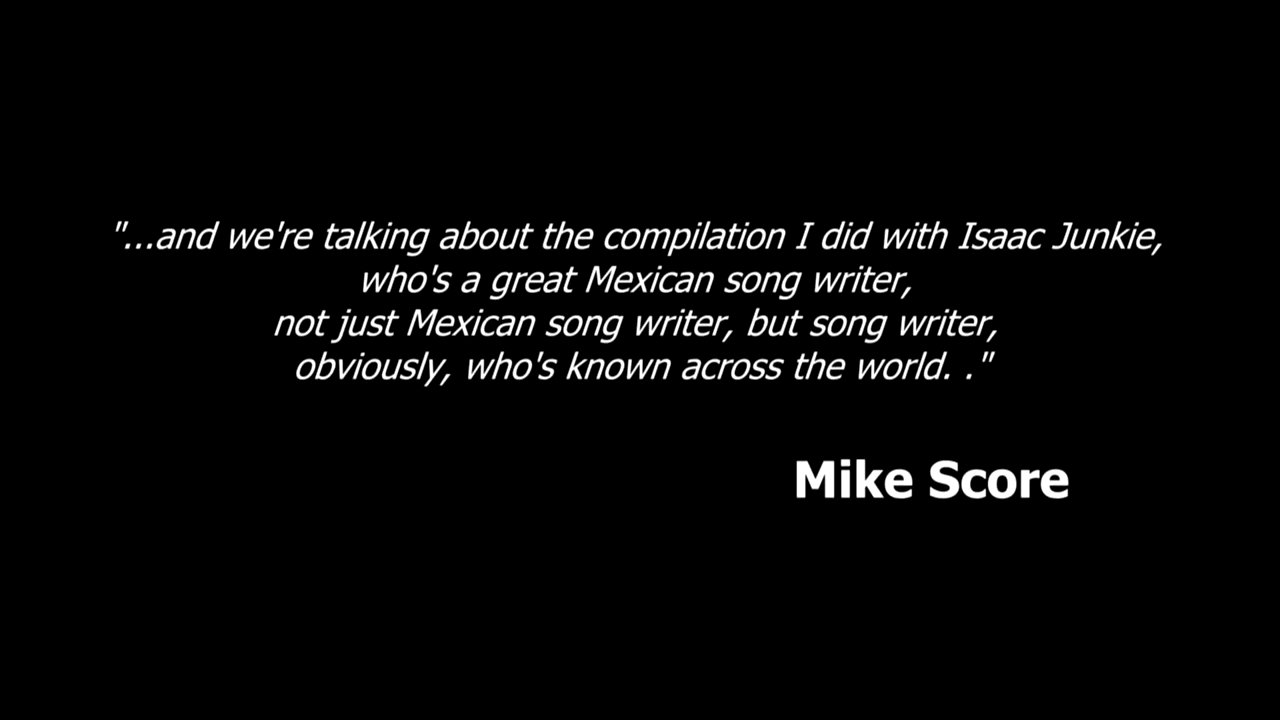 "...and we're talking about the compilation I did with Isaac Junkie,
who's a great Mexican song writer,
not just Mexican song writer, but song writer,
obviously, who's known across the world. ."
Mike Score